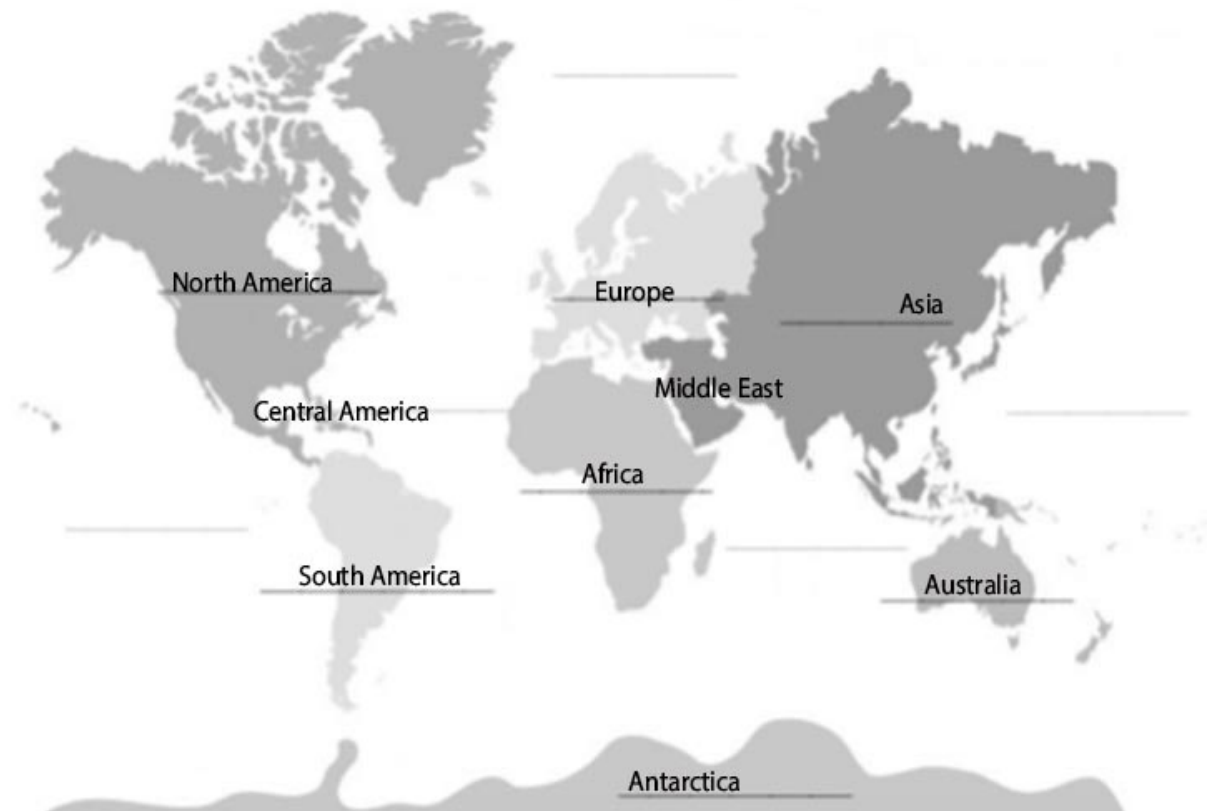 North America
Europe
Asia
Middle East
Central America
Africa
South America
Australia
Antarctica